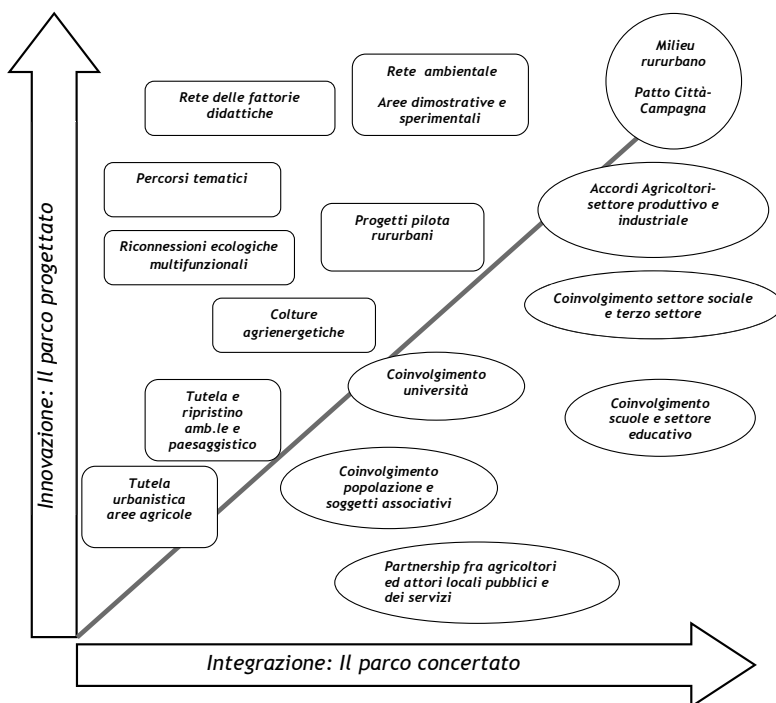 Milieu
rururbano
Patto Città-
Campagna
Rete ambientale
Aree dimostrative e
sperimentali
Rete delle fattorie
didattiche
Percorsi tematici
Accordi Agricoltori-
settore produttivo e
industriale
Progetti pilota
rururbani
Riconnessioni ecologiche
multifunzionali
Coinvolgimento settore sociale
e terzo settore
Colture
agrienergetiche
Coinvolgimento
università
Tutela e
ripristino
amb.le e
paesaggistico
Coinvolgimento
scuole e settore
educativo
Coinvolgimento
popolazione e
soggetti associativi
Tutela
urbanistica
aree agricole
Partnership fra agricoltori
ed attori locali pubblici e
dei servizi
Innovazione: Il parco progettato
Integrazione: Il parco concertato